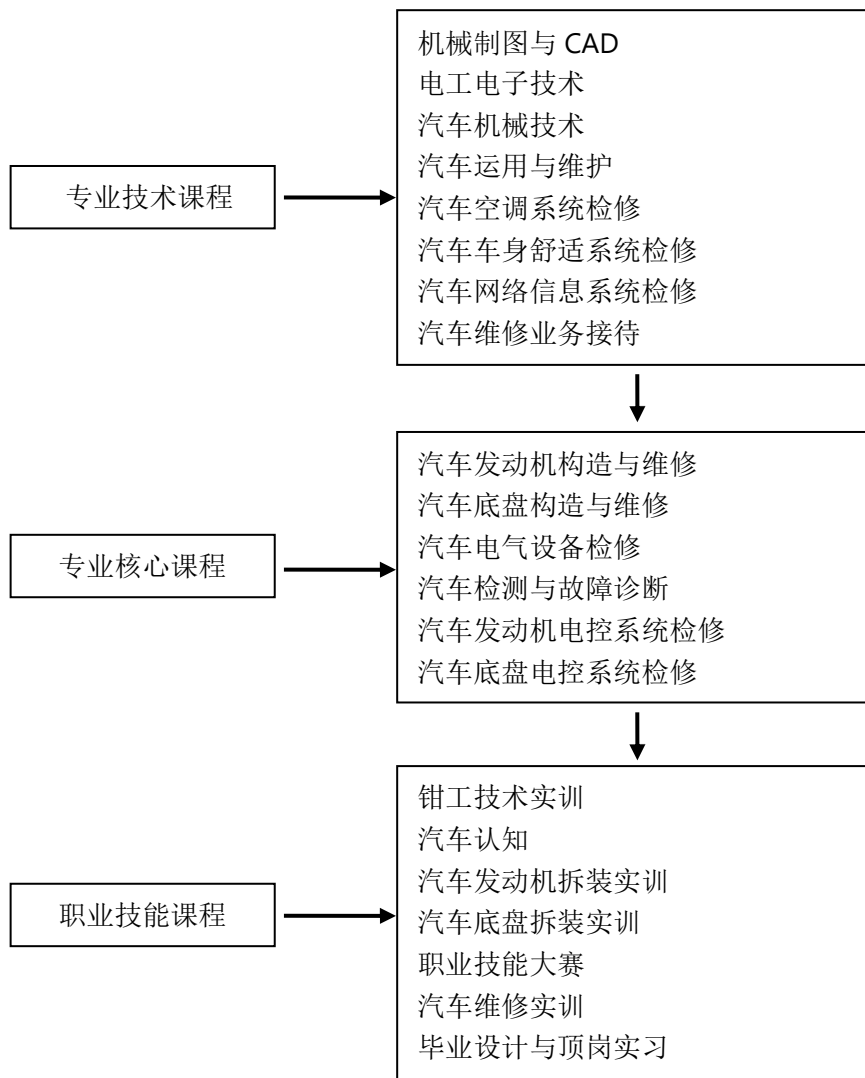 专业技术课程
机械制图与 CAD
电工电子技术
汽车机械技术
汽车运用与维护
汽车空调系统检修
汽车车身舒适系统检修
汽车网络信息系统检修
汽车维修业务接待
专业核心课程
汽车发动机构造与维修
汽车底盘构造与维修
汽车电气设备检修
汽车检测与故障诊断
汽车发动机电控系统检修
汽车底盘电控系统检修
职业技能课程
钳工技术实训
汽车认知
汽车发动机拆装实训
汽车底盘拆装实训
职业技能大赛
汽车维修实训
毕业设计与顶岗实习